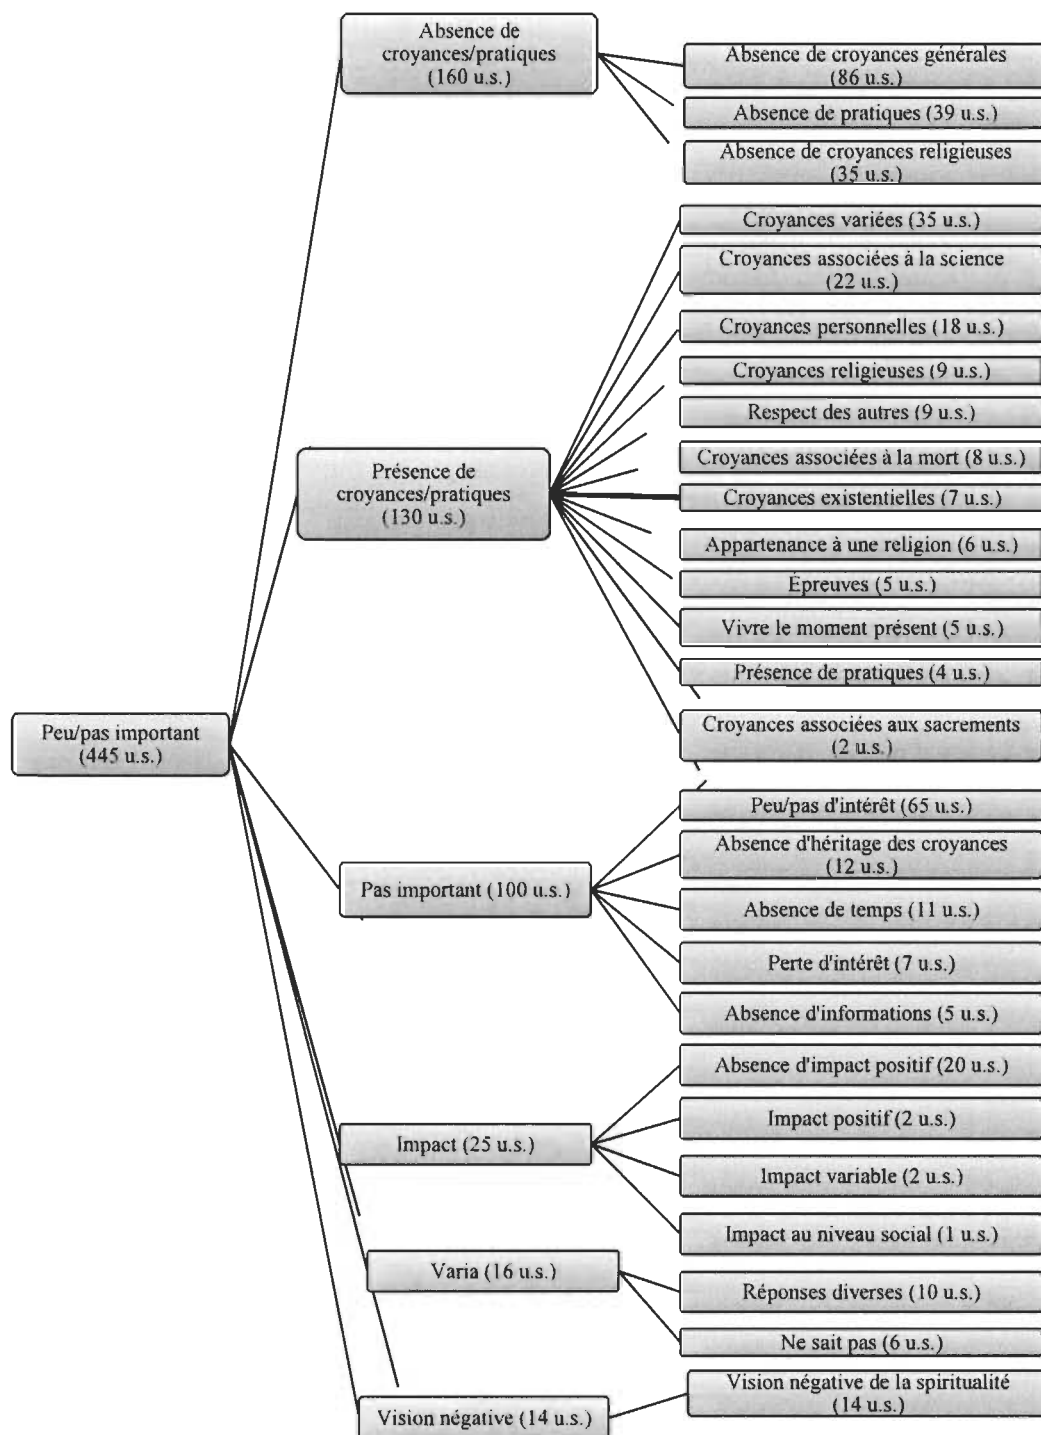 Absence de
croyances/pratiques
(160 u.s.)
Absence de croyances générales
(86 u.s.)
Absence de pratiques (39 u.s.)
Absence de croyances religieuses
(35 u.s.)
Présence de
croyances/pratiques
(130 u.s.)
Croyances variées (35 u.s.)
Croyances associées à la science
(22 u.s.)
Croyances personnelles (18 u.s.)
Croyances religieuses (9 u.s.)
Respect des autres (9 u.s.)
Croyances associées à la mort (8 u.s.)
Croyances existentielles (7 u.s.)
Appartenance à une religion (6 u.s.)
Épreuves (5 u.s.)
Vivre le moment présent (5 u.s.)
Présence de pratiques (4 u.s.)
Croyances associées aux sacrements
(2 u.s.)
Peu/pas important
(445 u.s.)
Pas important (100 u.s.)
Peu/pas d'intérêt (65 u.s.)
Absence d'héritage des croyances
(12 u.s.)
Absence de temps (11 u.s.)
Perte d'intérêt (7 u.s.)
Absence d'informations (5 u.s.)
Impact (25 u.s.)
Absence d'impact positif (20 u.s.)
Impact positif (2 u.s.)
Impact variable (2 u.s.)
Impact au niveau social (1 u.s.)
Varia (16 u.s.)
Réponses diverses (10 u.s.)
Ne sait pas (6 u.s.)
Vision négative (14 u.s.)
Vision négative de la spiritualité
(14 u.s.)